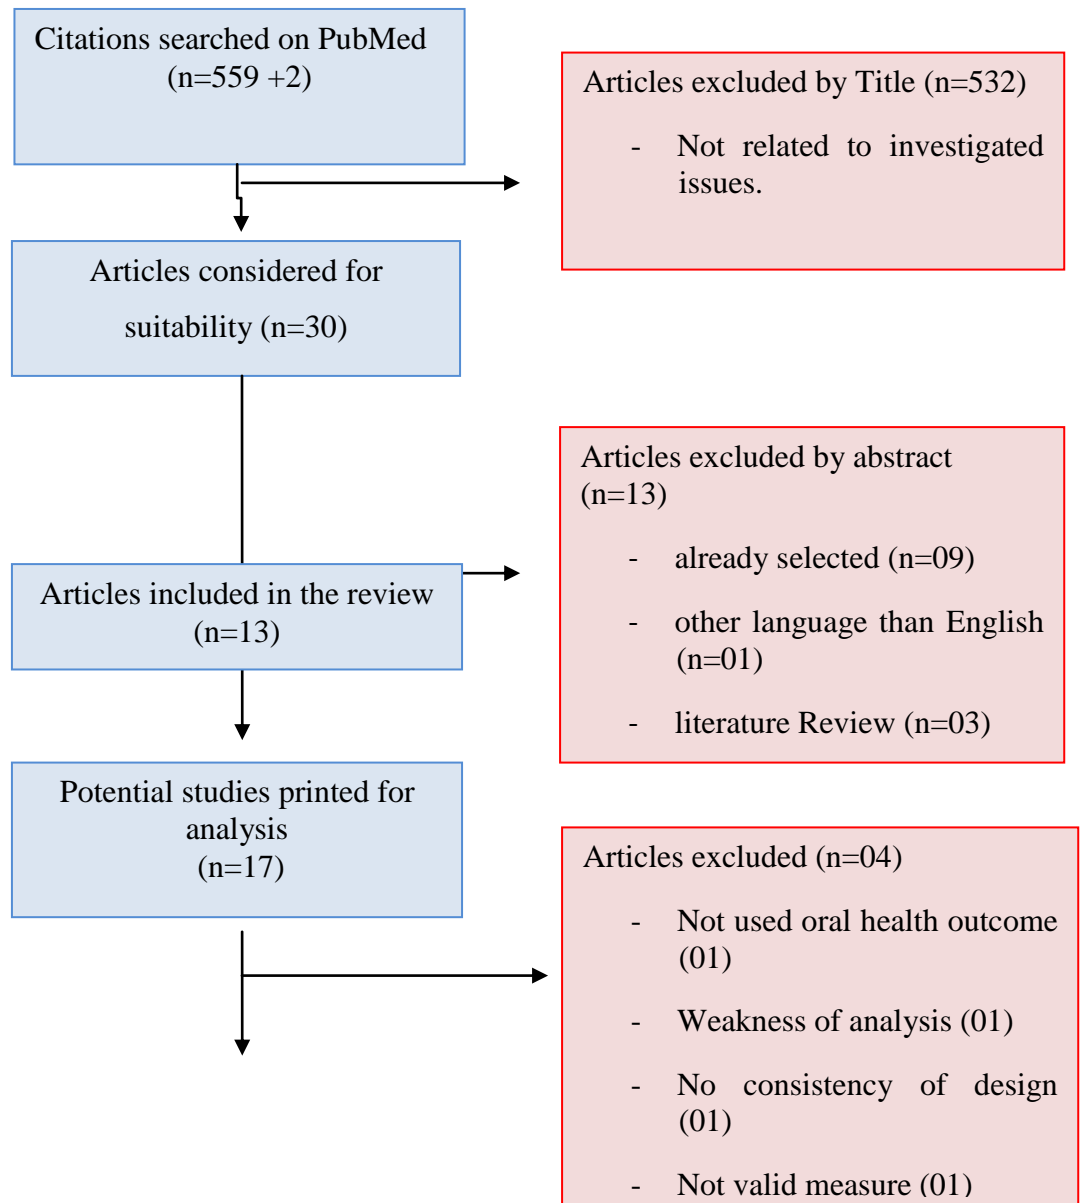 Citations searched on PubMed
(n=559 +2)
Articles excluded by Title (n=532)
- Not related to investigated
issues.
Articles considered for
suitability (n=30)
Articles excluded by abstract
(n=13)
- already selected (n=09)
- other language than English
(n=01)
- literature Review (n=03)
Articles included in the review
(n=13)
Potential studies printed for
analysis
(n=17)
Articles excluded (n=04)
- Not used oral health outcome
(01)
- Weakness of analysis (01)
- No consistency of design
(01)
- Not valid measure (01)